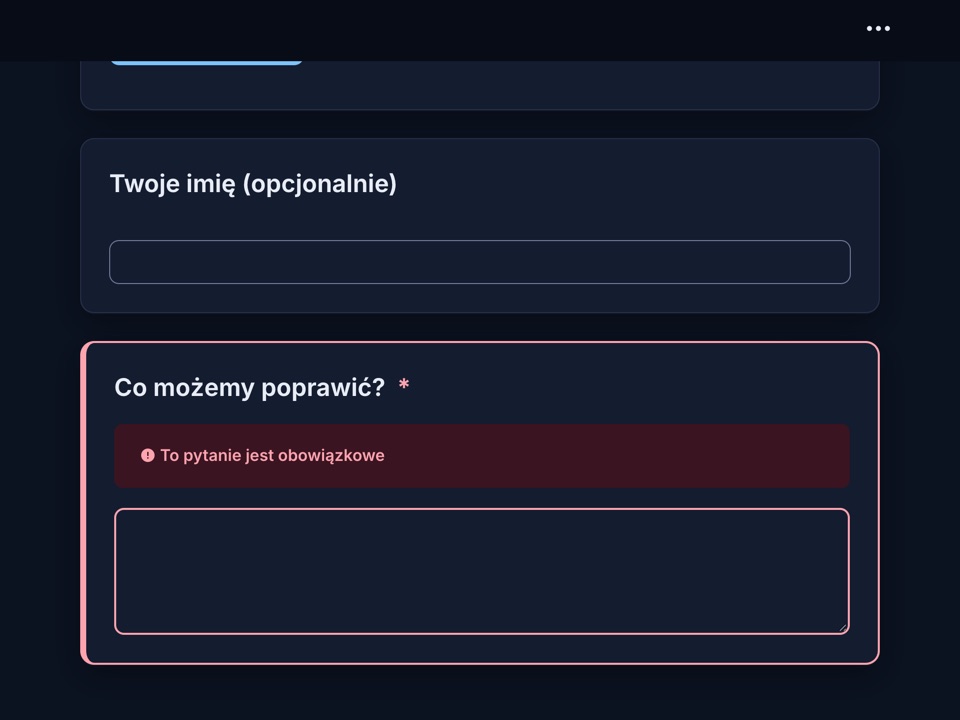 Twoje imię (opcjonalnie)
Co możemy poprawić? *
To pytanie jest obowiązkowe